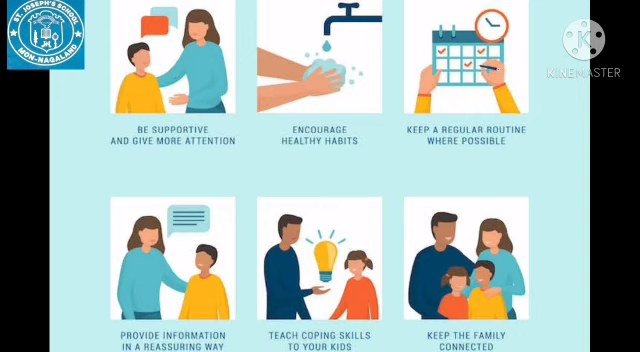 ST. JOSEPH'S SCHOOL
MON-NAGALAND
KINEMASTER
BE SUPPORTIVE
AND GIVE MORE ATTENTION
ENCOURAGE
HEALTHY HABITS
KEEP A REGULAR ROUTINE
WHERE POSSIBLE
PROVIDE INFORMATION
IN A REASSURING WAY
TEACH COPING SKILLS
TO YOUR KIDS
KEEP THE FAMILY
CONNECTED